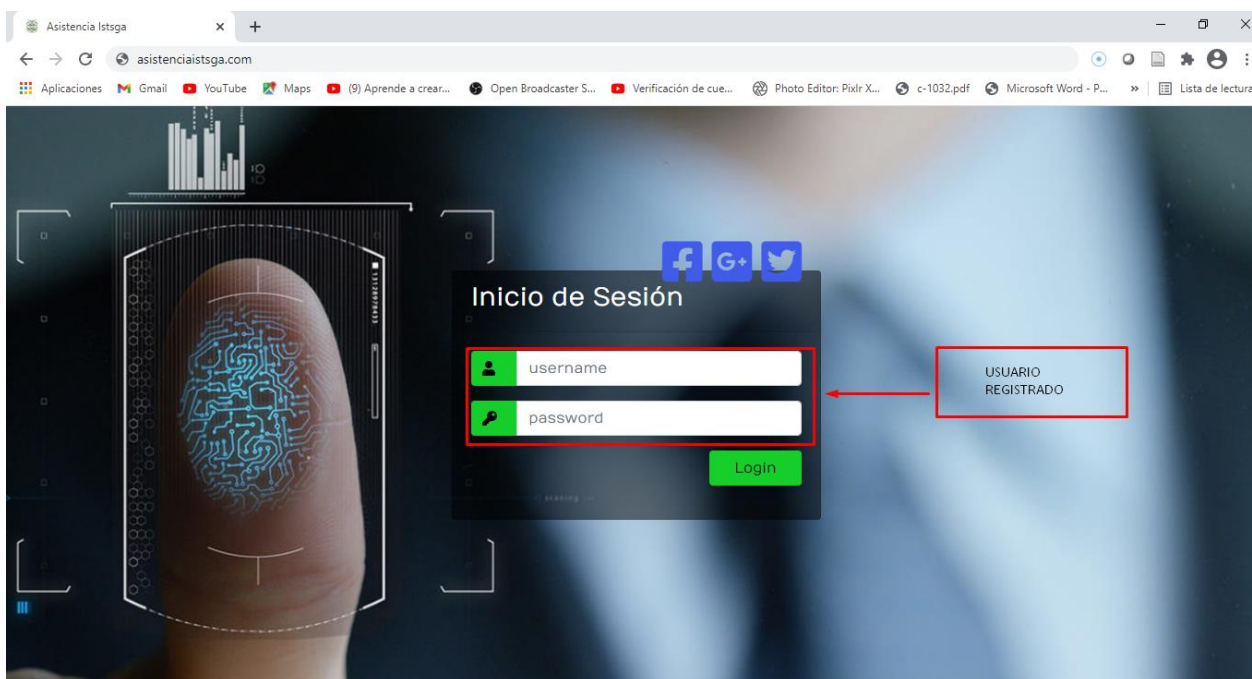 Asistencia Istsga
asistenciaistsga.com
Aplicaciones
Gmail
YouTube
Maps
(9) Aprende a crear...
Open Broadcaster S...
Verificación de cue...
Photo Editor: Pixlr X...
c-1032.pdf
Microsoft Word - P...
»
Lista de lectura
G+
Inicio de Sesión
username
password
Login
USUARIO
REGISTRADO